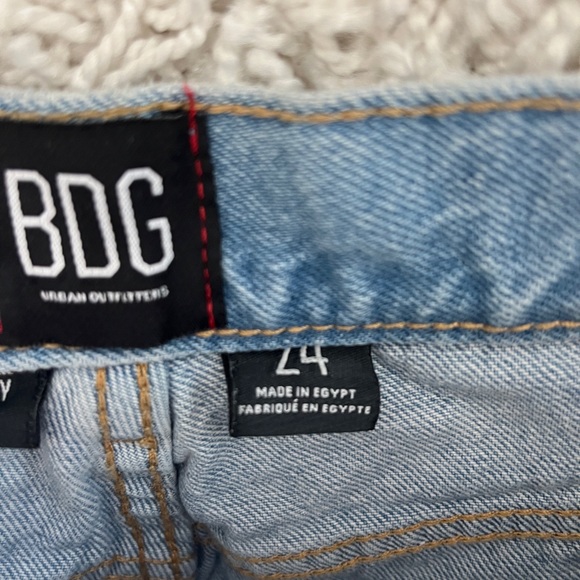 BDG
URBAN OUTFITTERS
Y
24
MADE IN EGYPT
FABRIQUÉ EN EGYPTE